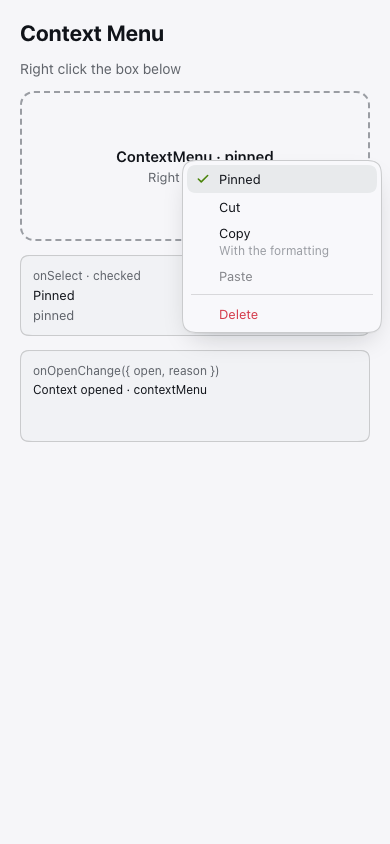 Context Menu
Right click the box below
ContextMenu · pinned
Right
Pinned
Cut
Copy
With the formatting
Paste
Delete
onSelect · checked
Pinned
pinned
onOpenChange({ open, reason })
Context opened · contextMenu